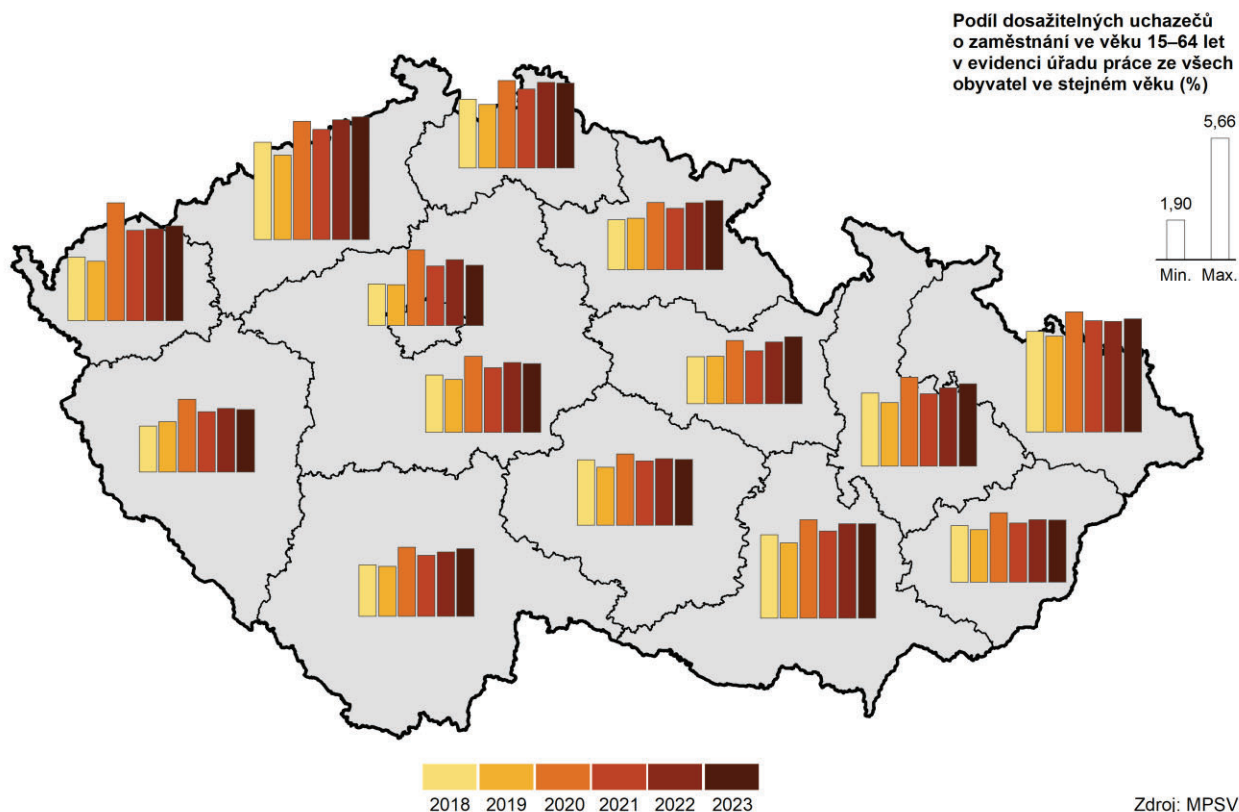 Podíl dosažitelných uchazečů
o zaměstnání ve věku 15–64 let
v evidenci úřadu práce ze všech
obyvatel ve stejném věku (%)
5,66
1,90
Min. Max.
2018 2019 2020 2021 2022 2023
Zdroj: MPSV